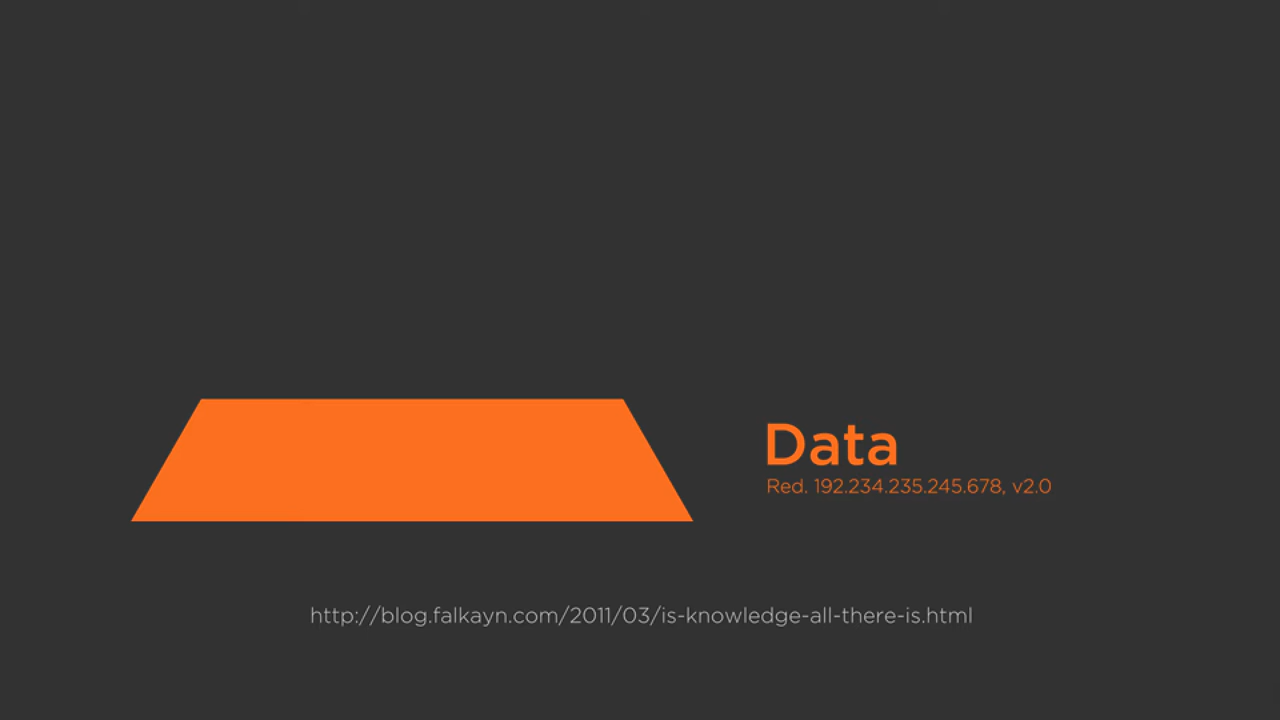 Data
Red. 192.234.235.245.678, v2.0
http://blog.falkayn.com/2011/03/is-knowledge-all-there-is.html